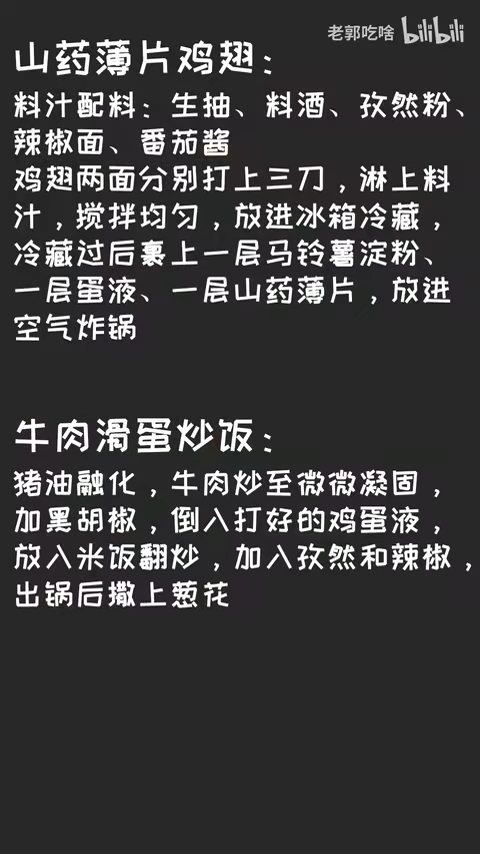 老郭吃啥 bilibili
山药薄片鸡翅:
料汁配料:生抽、料酒、孜然粉、
辣椒面、番茄酱
鸡翅两面分别打上三刀,淋上料
汁,搅拌均匀,放进冰箱冷藏,
冷藏过后裹上一层马铃薯淀粉、
一层蛋液、一层山药薄片,放进
空气炸锅
牛肉滑蛋炒饭:
猪油融化,牛肉炒至微微凝固,
加黑胡椒,倒入打好的鸡蛋液,
放入米饭翻炒,加入孜然和辣椒,
出锅后撒上葱花